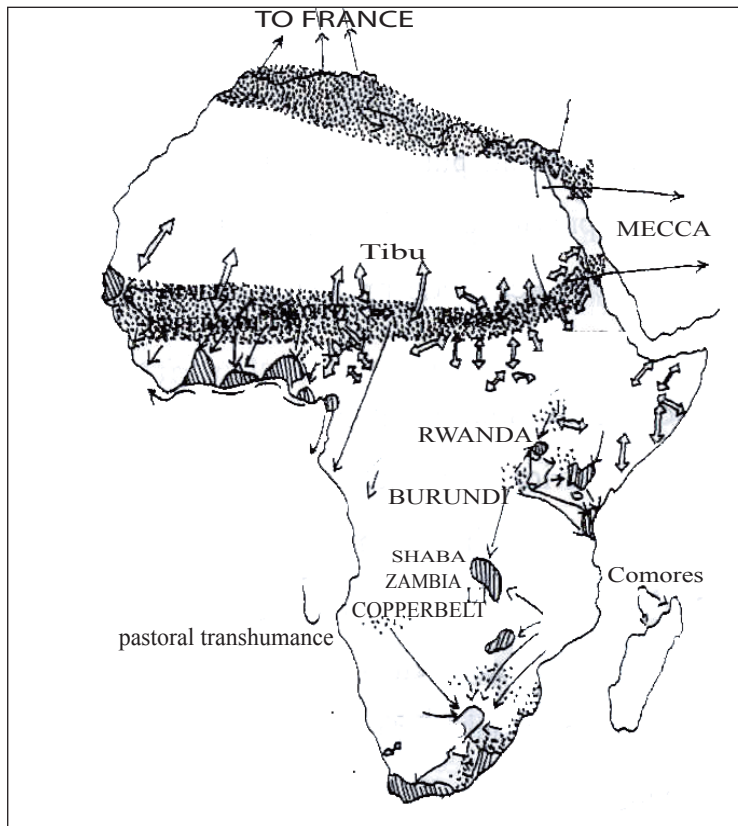 TO FRANCE
Tibu
MECCA
RWANDA
BURUNDI
SHABA
ZAMBIA
COPPERBELT
Comores
pastoral transhumance